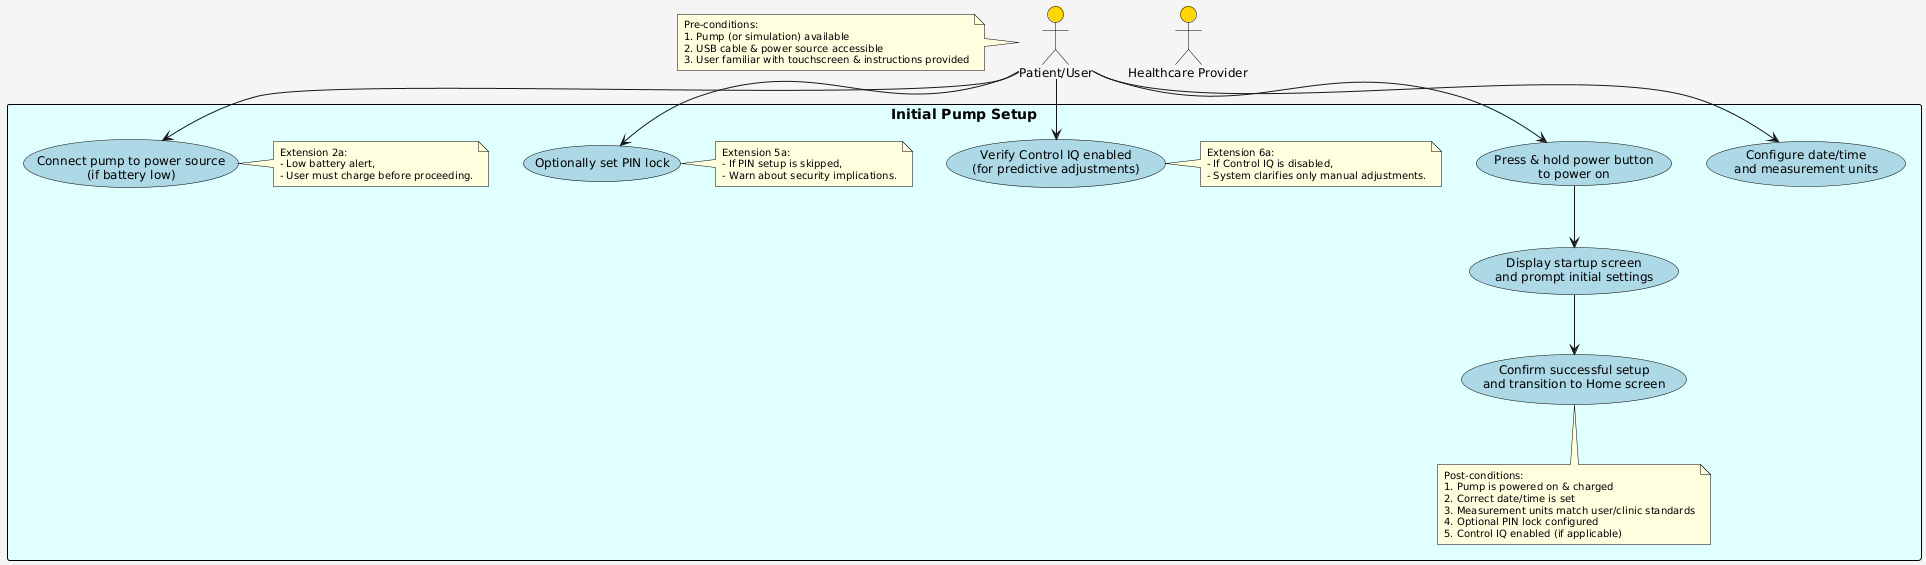 Pre-conditions:
1. Pump (or simulation) available
2. USB cable & power source accessible
3. User familiar with touchscreen & instructions provided
Patient/User
Healthcare Provider
Initial Pump Setup
Connect pump to power source
(if battery low)
Extension 2a:
- Low battery alert,
- User must charge before proceeding.
Optionally set PIN lock
Extension 5a:
- If PIN setup is skipped,
- Warn about security implications.
Verify Control IQ enabled
(for predictive adjustments)
Extension 6a:
- If Control IQ is disabled,
- System clarifies only manual adjustments.
Press & hold power button
to power on
Configure date/time
and measurement units
Display startup screen
and prompt initial settings
Confirm successful setup
and transition to Home screen
Post-conditions:
1. Pump is powered on & charged
2. Correct date/time is set
3. Measurement units match user/clinic standards
4. Optional PIN lock configured
5. Control IQ enabled (if applicable)